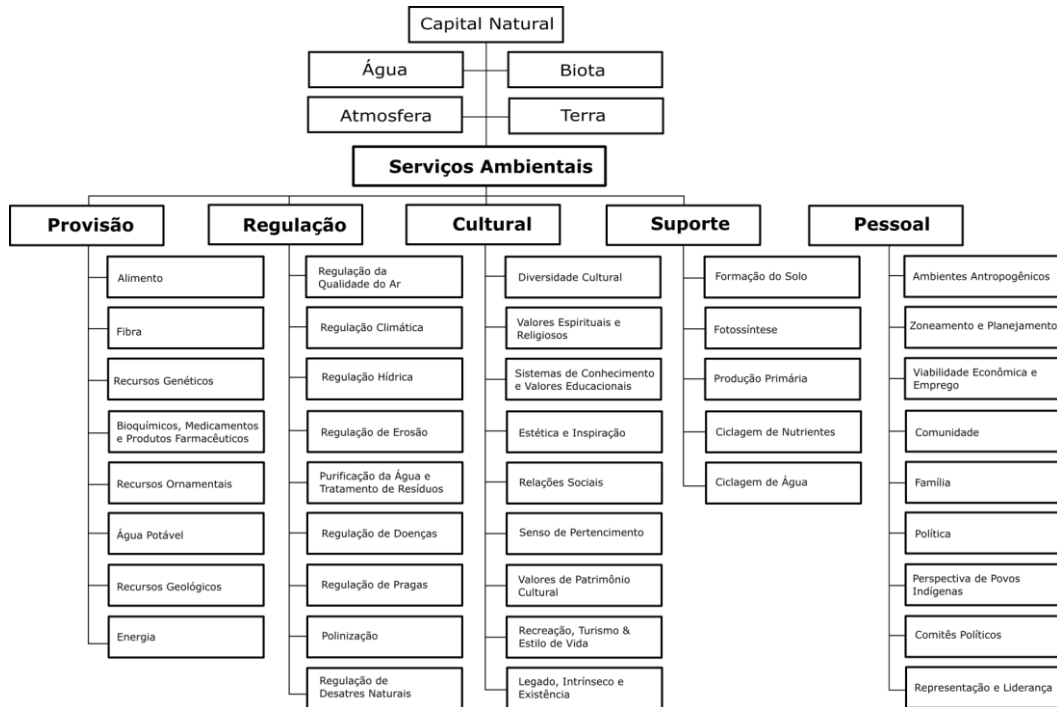 Capital Natural
Água
Biota
Atmosfera
Terra
Serviços Ambientais
Provisão
Alimento
Fibra
Recursos Genéticos
Bioquímicos, Medicamentos
e Produtos Farmacêuticos
Recursos Ornamentais
Água Potável
Recursos Geológicos
Energia
Regulação
Regulação da
Qualidade do Ar
Regulação Climática
Regulação Hídrica
Regulação de Erosão
Purificação da Água e
Tratamento de Resíduos
Regulação de Doenças
Regulação de Pragas
Polinização
Regulação de
Desatres Naturais
Cultural
Diversidade Cultural
Valores Espirituais e
Religiosos
Sistemas de Conhecimento
e Valores Educacionais
Estética e Inspiração
Relações Sociais
Senso de Pertencimento
Valores de Patrimônio
Cultural
Recreação, Turismo &
Estilo de Vida
Legado, Intrínseco e
Existência
Suporte
Formação do Solo
Fotossíntese
Produção Primária
Ciclagem de Nutrientes
Ciclagem de Água
Pessoal
Ambientes Antropogênicos
Zoneamento e Planejamento
Viabilidade Econômica e
Emprego
Comunidade
Família
Política
Perspectiva de Povos
Indígenas
Comitês Políticos
Representação e Liderança